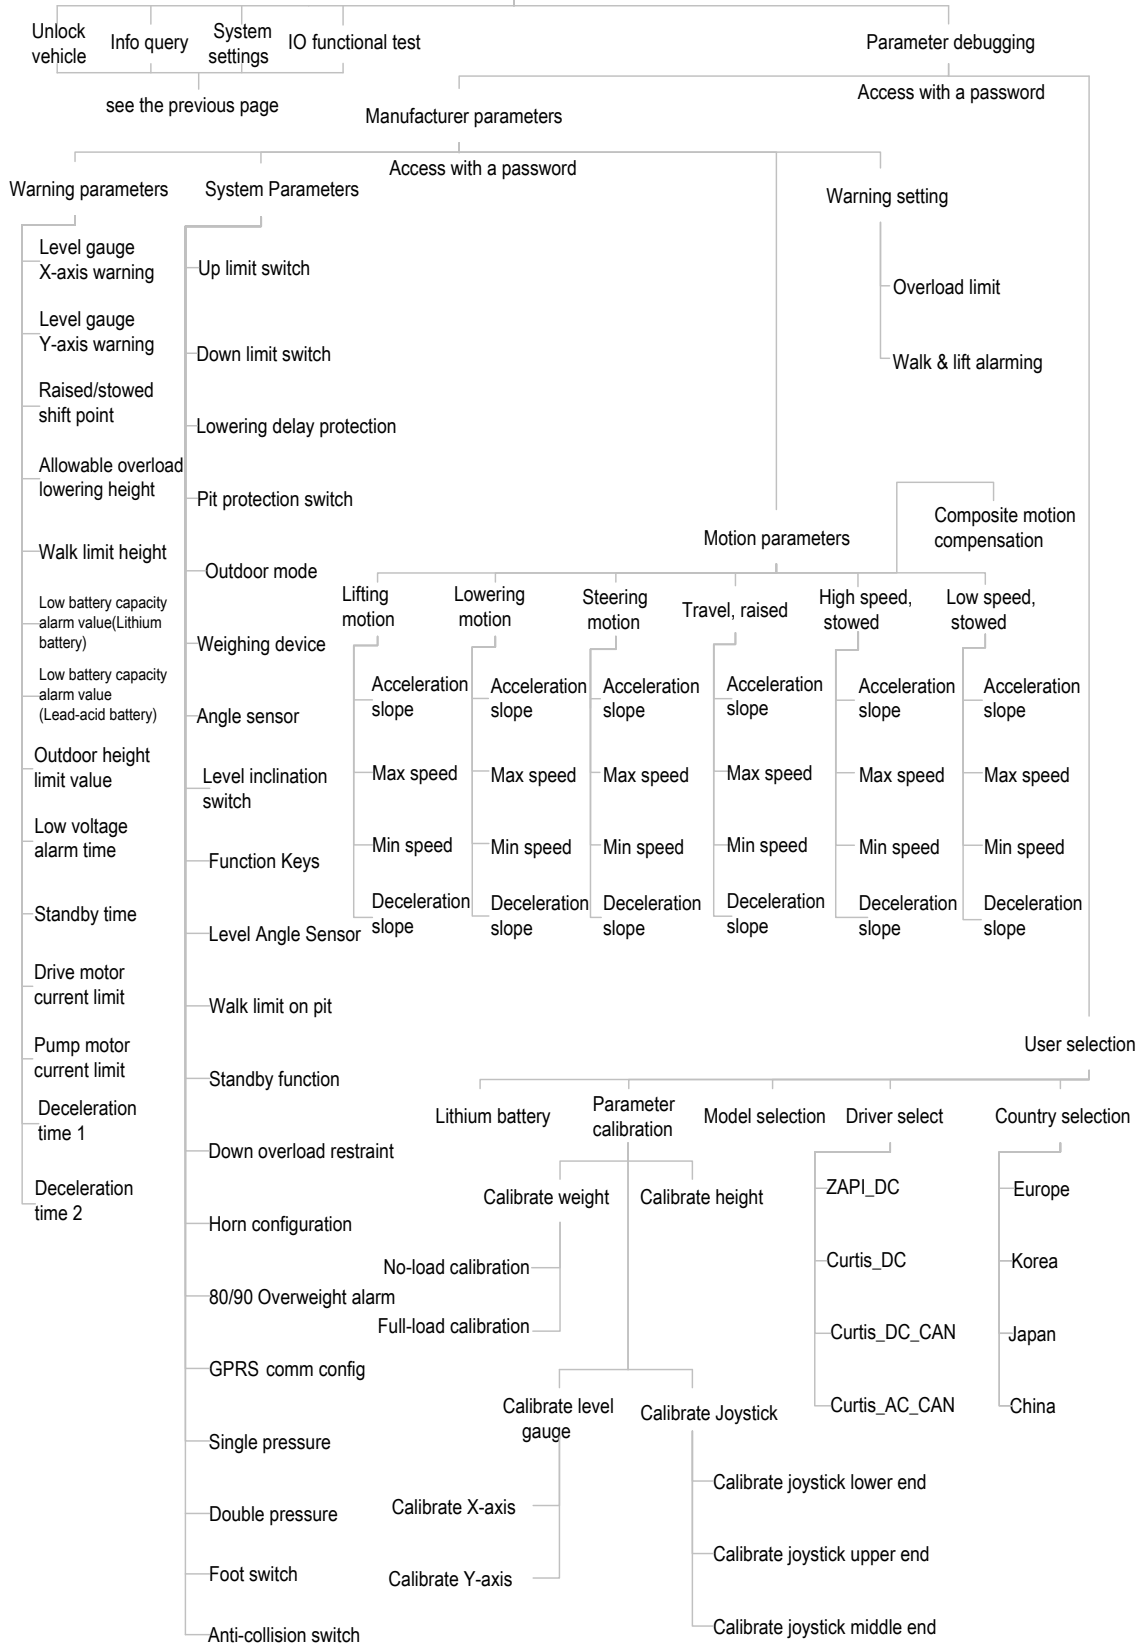 Unlock
vehicle
Info query
System
settings
IO functional test
Parameter debugging
see the previous page
Access with a password
Manufacturer parameters
Access with a password
Warning parameters
System Parameters
Warning setting
Level gauge
X-axis warning
Level gauge
Y-axis warning
Raised/stowed
shift point
Allowable overload
lowering height
Walk limit height
Low battery capacity
alarm value(Lithium
battery)
Low battery capacity
alarm value
(Lead-acid battery)
Outdoor height
limit value
Low voltage
alarm time
Standby time
Drive motor
current limit
Pump motor
current limit
Deceleration
time 1
Deceleration
time 2
Up limit switch
Down limit switch
Lowering delay protection
Pit protection switch
Outdoor mode
Weighing device
Angle sensor
Level inclination
switch
Function Keys
Level Angle Sensor
Walk limit on pit
Standby function
Down overload restraint
Horn configuration
80/90 Overweight alarm
GPRS comm config
Single pressure
Double pressure
Foot switch
Anti-collision switch
Overload limit
Walk & lift alarming
Motion parameters
Composite motion
compensation
Lifting
motion
Acceleration
slope
Max speed
Min speed
Deceleration
slope
Lowering
motion
Acceleration
slope
Max speed
Min speed
Deceleration
slope
Steering
motion
Acceleration
slope
Max speed
Min speed
Deceleration
slope
Travel, raised
Acceleration
slope
Max speed
Min speed
Deceleration
slope
High speed,
stowed
Acceleration
slope
Max speed
Min speed
Deceleration
slope
Low speed,
stowed
Acceleration
slope
Max speed
Min speed
Deceleration
slope
User selection
Lithium battery
Parameter
calibration
Model selection
Driver select
Country selection
Calibrate weight
Calibrate height
No-load calibration
Full-load calibration
Calibrate level
gauge
Calibrate Joystick
Calibrate X-axis
Calibrate Y-axis
Calibrate joystick lower end
Calibrate joystick upper end
Calibrate joystick middle end
ZAPI_DC
Curtis_DC
Curtis_DC_CAN
Curtis_AC_CAN
Europe
Korea
Japan
China